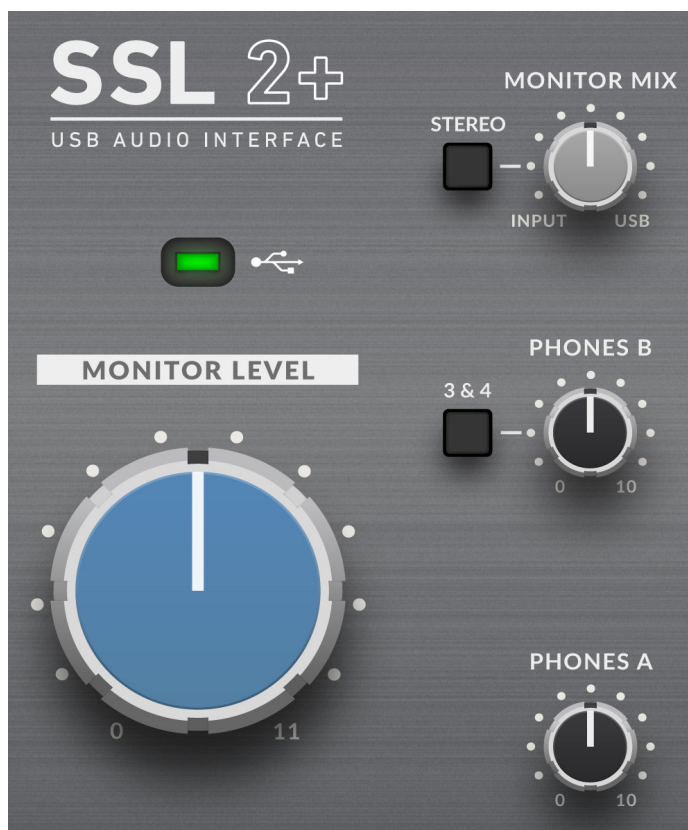 SSL 2+
USB AUDIO INTERFACE
MONITOR MIX
STEREO
INPUT USB
MONITOR LEVEL
0 11
PHONES B
3 & 4
0 10
PHONES A
0 10